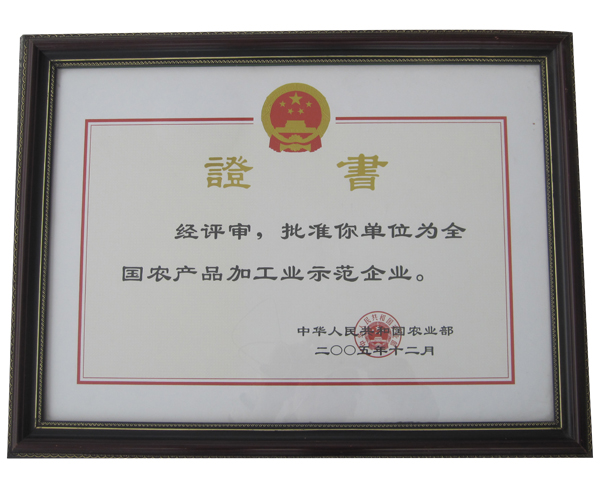 證 書
经评审，批准你单位为全
国农产品加工业示范企业。
中华人民共和国农业部
二〇〇五年十二月